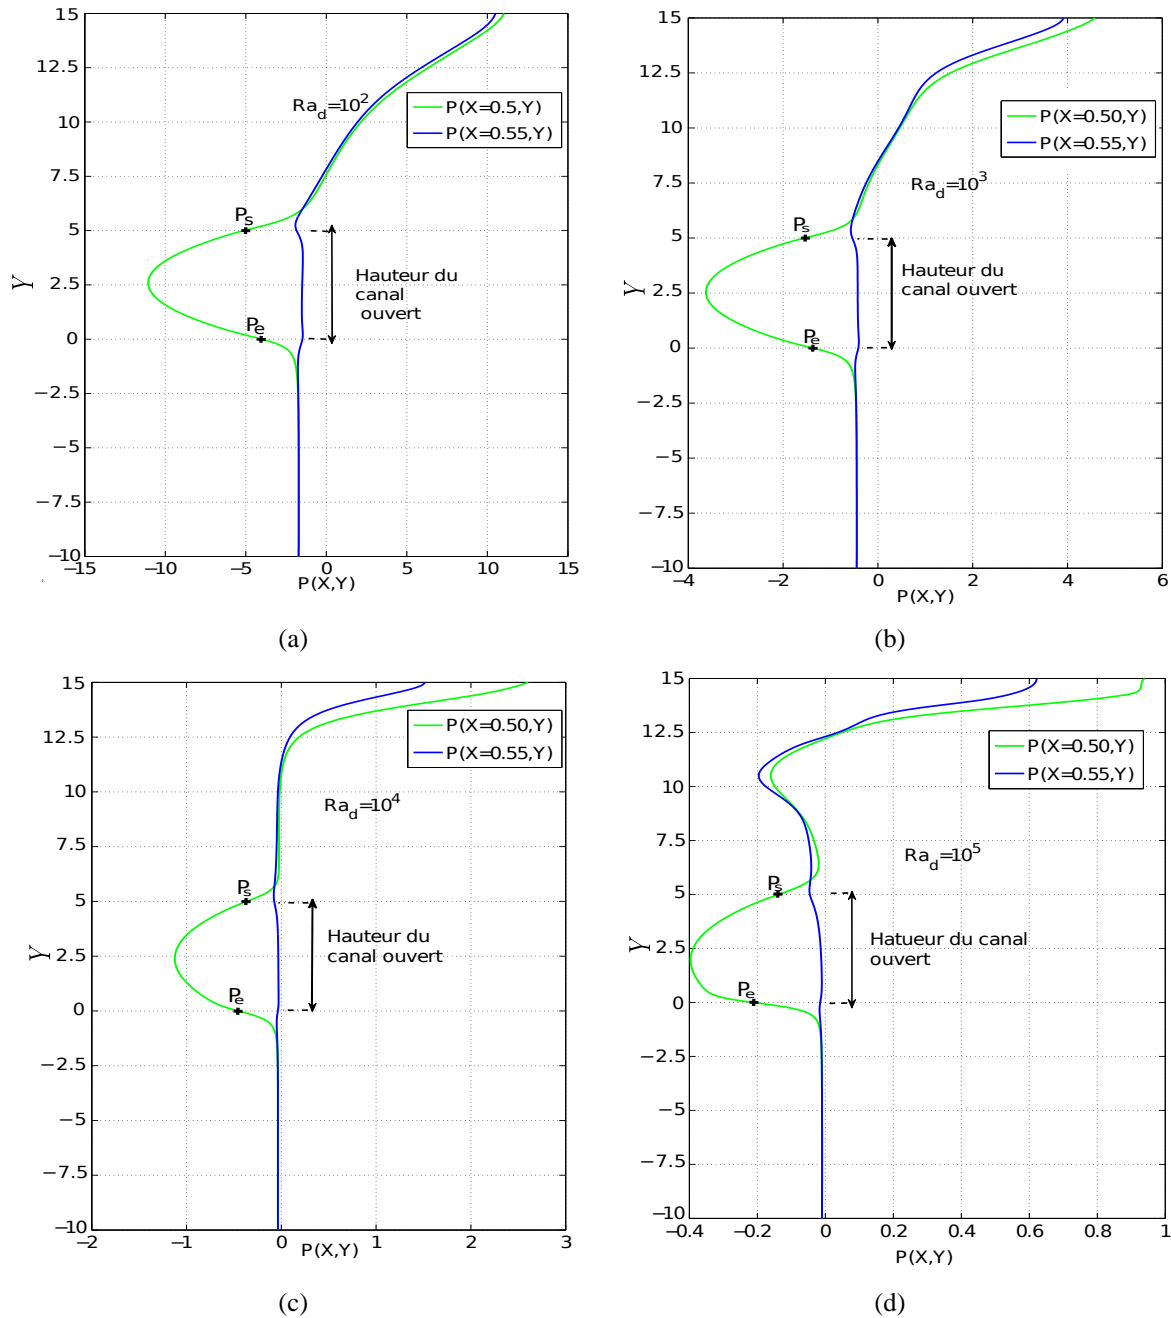 15
12.5
10
7.5
5
2.5
0
−2.5
−5
−7.5
−10
−15
−10
−5
0
5
10
15
Y
P(X,Y)
Ra_d=10^2
P(X=0.5,Y)
P(X=0.55,Y)
P_s
P_e
Hauteur du
canal
ouvert
(a)
15
12.5
10
7.5
5
2.5
0
−2.5
−5
−7.5
−10
−4
−2
0
2
4
6
Y
P(X,Y)
P(X=0.50,Y)
P(X=0.55,Y)
Ra_d=10^3
P_s
P_e
Hauteur du
canal ouvert
(b)
15
12.5
10
7.5
5
2.5
0
−2.5
−5
−7.5
−10
−2
−1
0
1
2
3
Y
P(X,Y)
P(X=0.50,Y)
P(X=0.55,Y)
Ra_d=10^4
P_s
P_e
Hauteur du
canal ouvert
(c)
15
12.5
10
7.5
5
2.5
0
−2.5
−5
−7.5
−10
−0.4
−0.2
0
0.2
0.4
0.6
0.8
1
Y
P(X,Y)
P(X=0.50,Y)
P(X=0.55,Y)
Ra_d=10^5
P_s
P_e
Hatueur du canal
ouvert
(d)